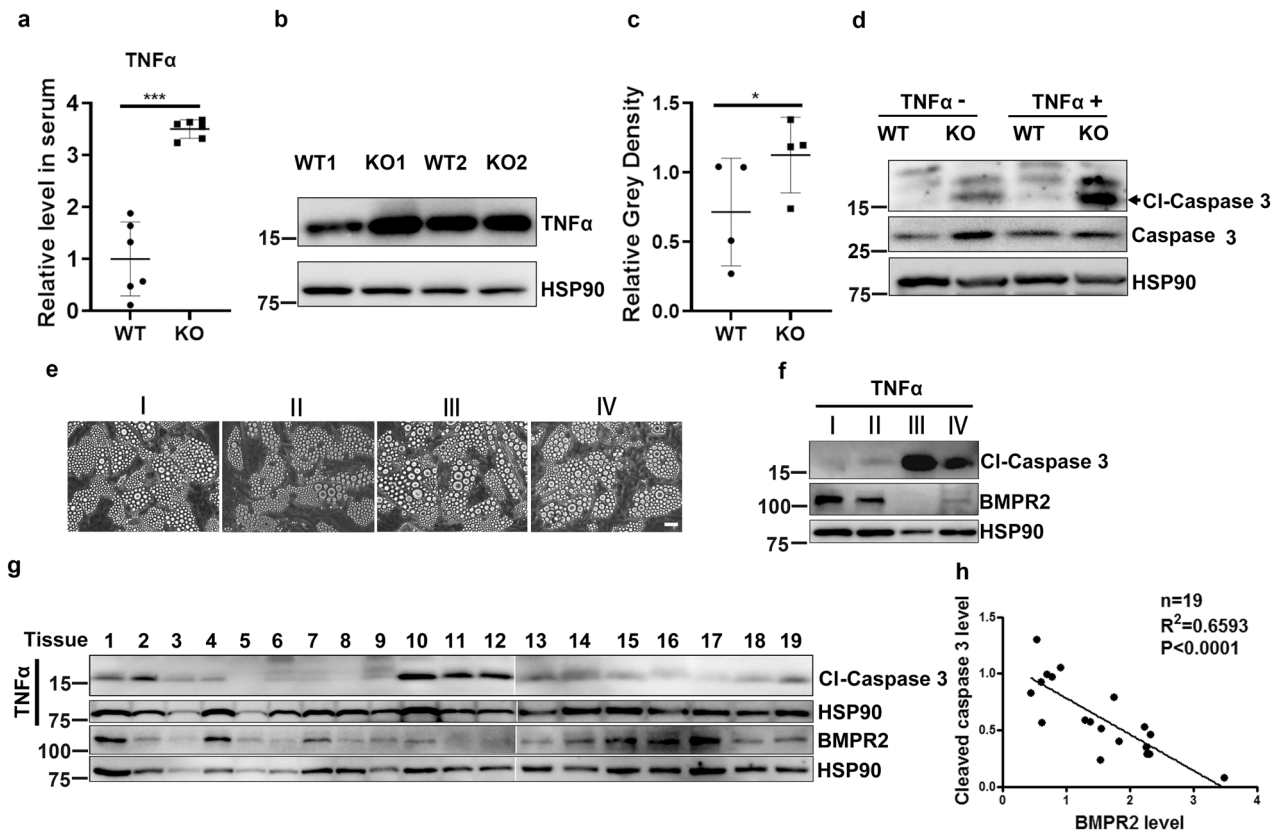 a
TNFα
***
Relative level in serum
4
3
2
1
0
WT KO
b
WT1 KO1 WT2 KO2
15
TNFα
75
HSP90
c
*
Relative Grey Density
1.5
1.0
0.5
0.0
WT KO
d
TNFα - TNFα +
WT KO WT KO
15
Cl-Caspase 3
25
Caspase 3
75
HSP90
e
I II III IV
f
TNFα
I II III IV
15
Cl-Caspase 3
100
BMPR2
75
HSP90
g
Tissue 1 2 3 4 5 6 7 8 9 10 11 12 13 14 15 16 17 18 19
TNFα
15
Cl-Caspase 3
75
HSP90
100
BMPR2
75
HSP90
h
n=19
R²=0.6593
P<0.0001
Cleaved caspase 3 level
1.5
1.0
0.5
0.0
0 1 2 3 4
BMPR2 level